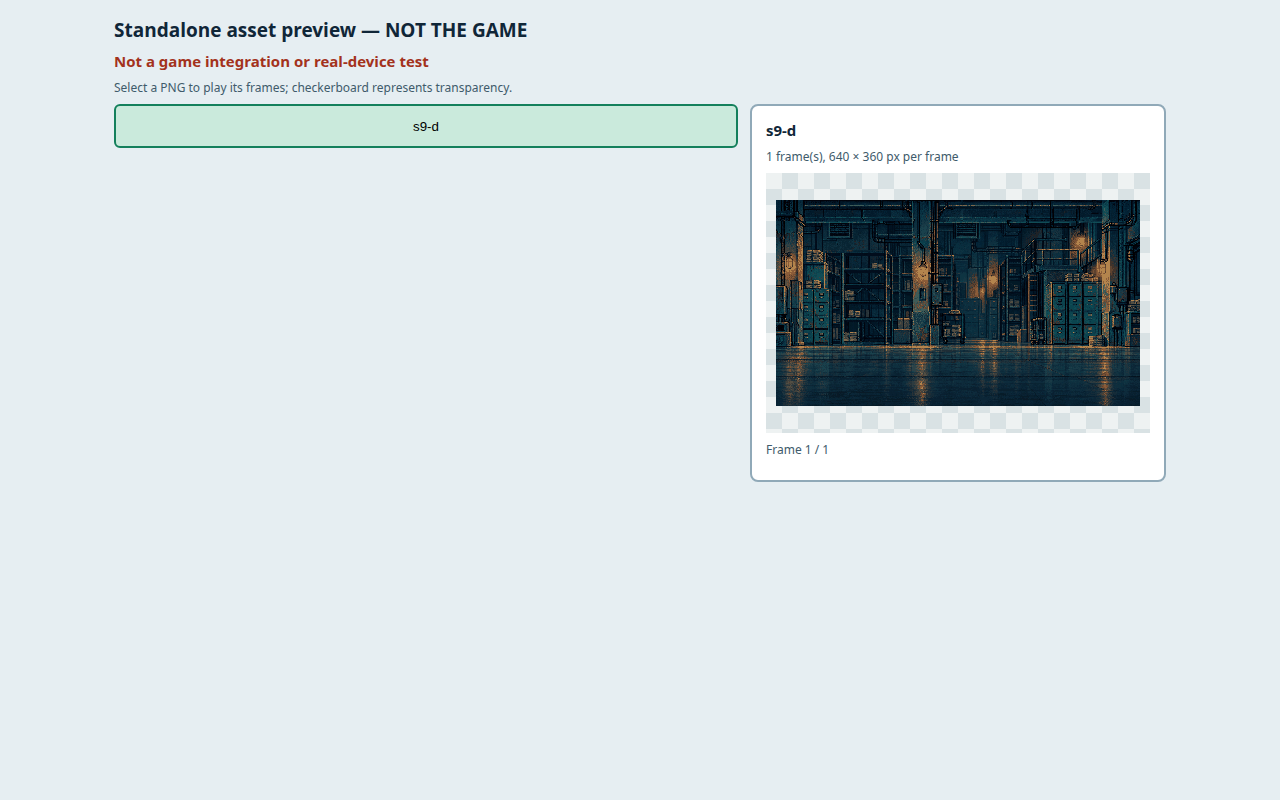 Standalone asset preview — NOT THE GAME
Not a game integration or real-device test
Select a PNG to play its frames; checkerboard represents transparency.
s9-d
s9-d
1 frame(s), 640 × 360 px per frame
Frame 1 / 1